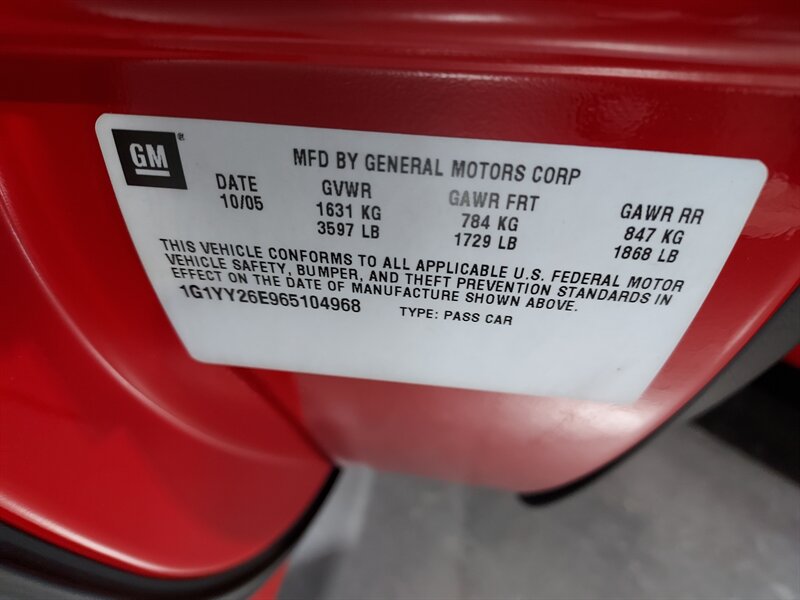 GM®
MFD BY GENERAL MOTORS CORP
DATE GVWR GAWR FRT GAWR RR
10/05 1631 KG 784 KG 847 KG
3597 LB 1729 LB 1868 LB
THIS VEHICLE CONFORMS TO ALL APPLICABLE U.S. FEDERAL MOTOR
VEHICLE SAFETY, BUMPER, AND THEFT PREVENTION STANDARDS IN
EFFECT ON THE DATE OF MANUFACTURE SHOWN ABOVE.
1G1YY26E965104968 TYPE: PASS CAR